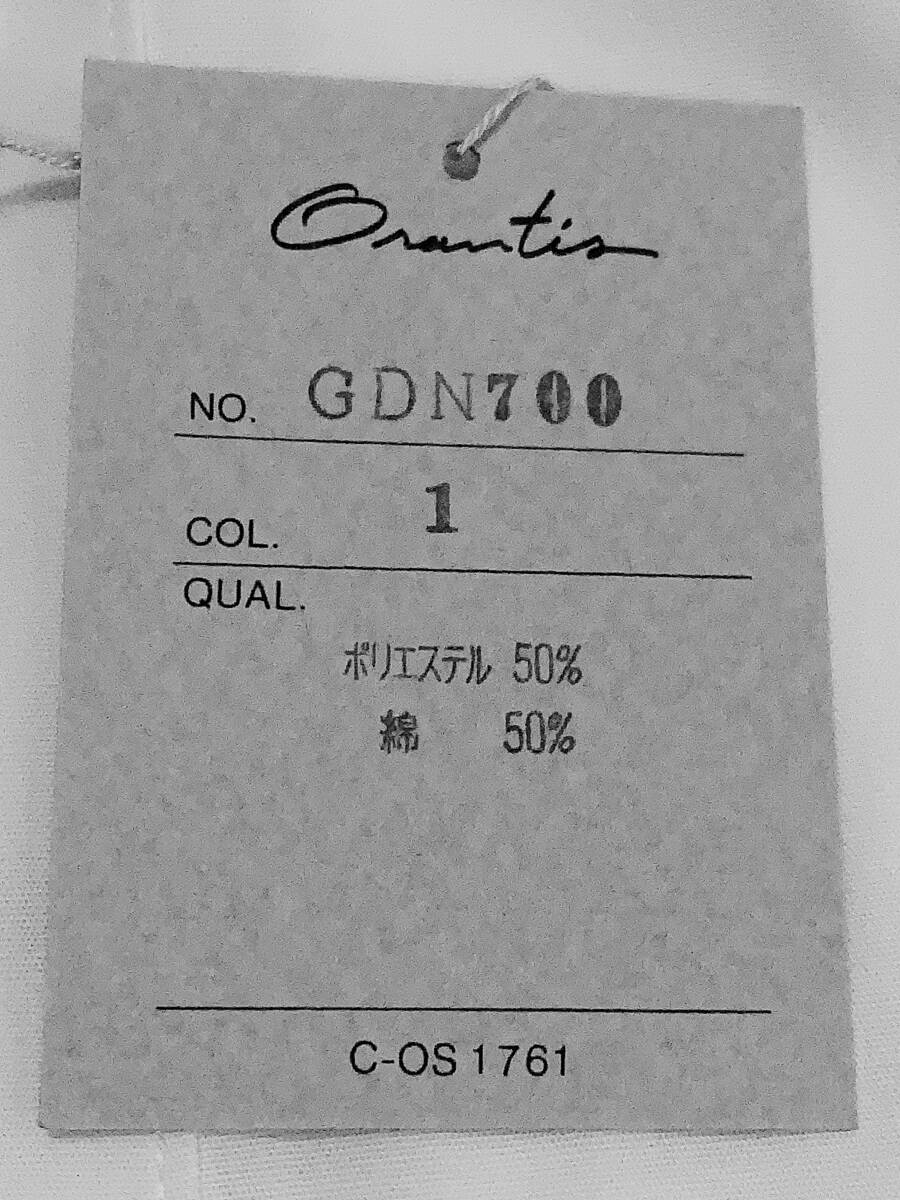 Orantis
NO. GDN700
COL. 1
QUAL.
ポリエステル 50%
綿 50%
C-OS 1761